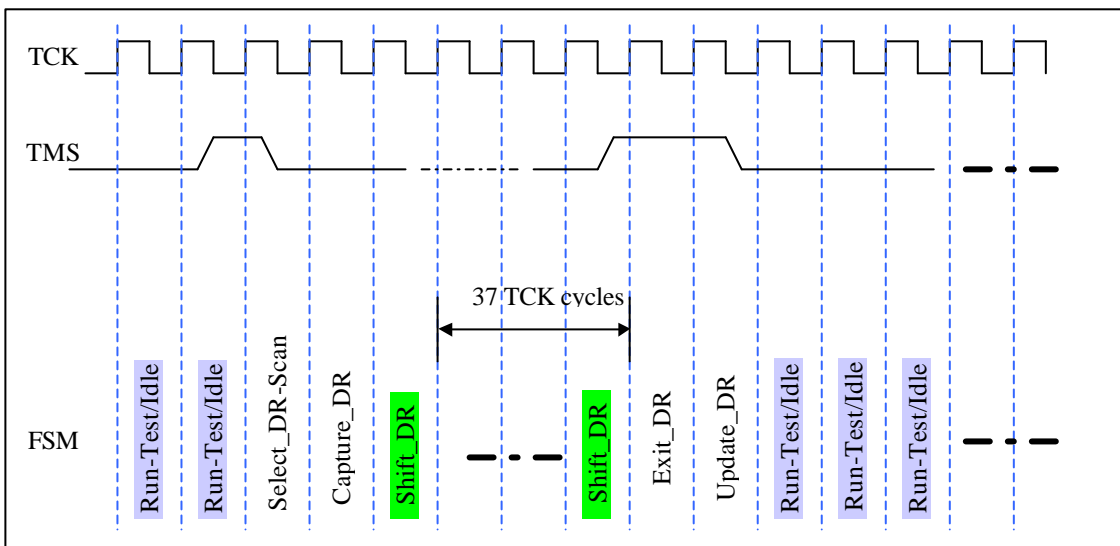 TCK
TMS
37 TCK cycles
FSM
Run-Test/Idle
Run-Test/Idle
Select_DR-Scan
Capture_DR
Shift_DR
Shift_DR
Exit_DR
Update_DR
Run-Test/Idle
Run-Test/Idle
Run-Test/Idle